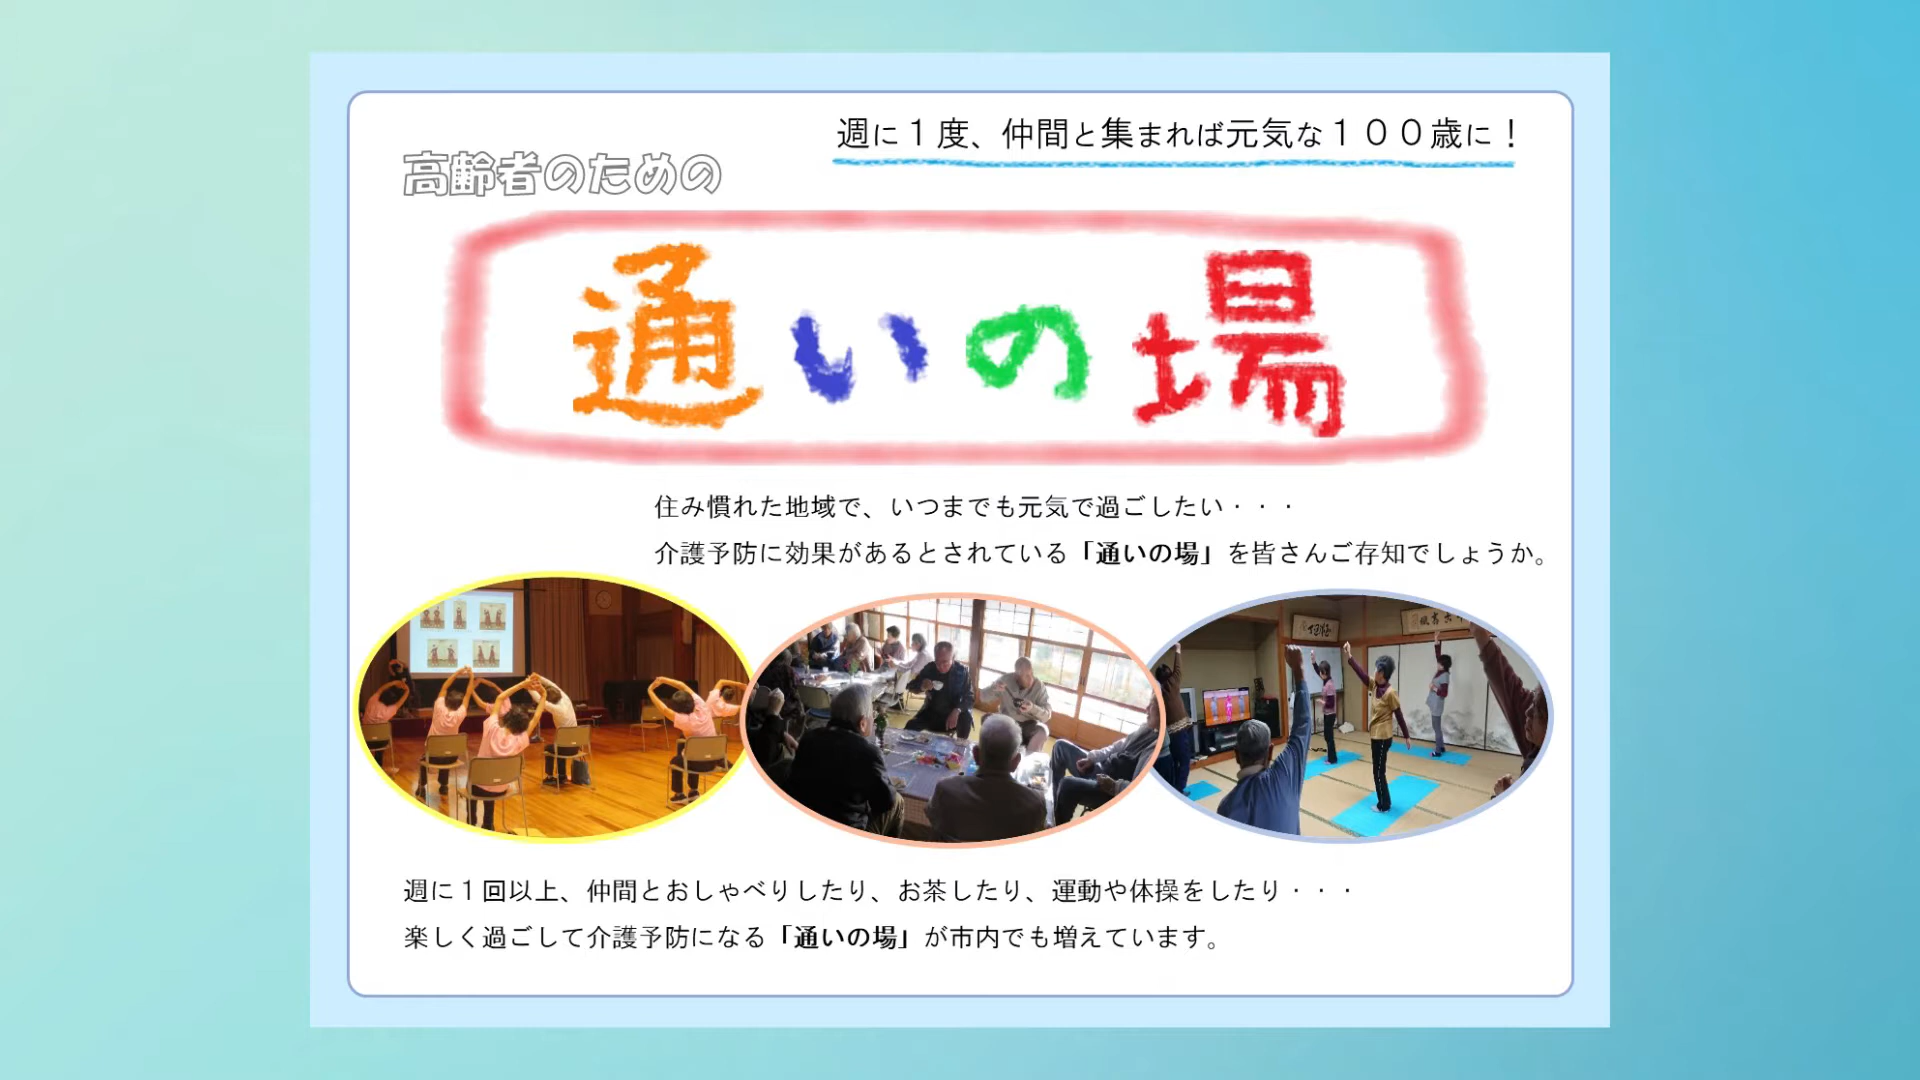 週に１度、仲間と集まれば元気な１００歳に！
高齢者のための
通いの場
住み慣れた地域で、いつまでも元気で過ごしたい・・・
介護予防に効果があるとされている「通いの場」を皆さんご存知でしょうか。
週に１回以上、仲間とおしゃべりしたり、お茶したり、運動や体操をしたり・・・
楽しく過ごして介護予防になる「通いの場」が市内でも増えています。